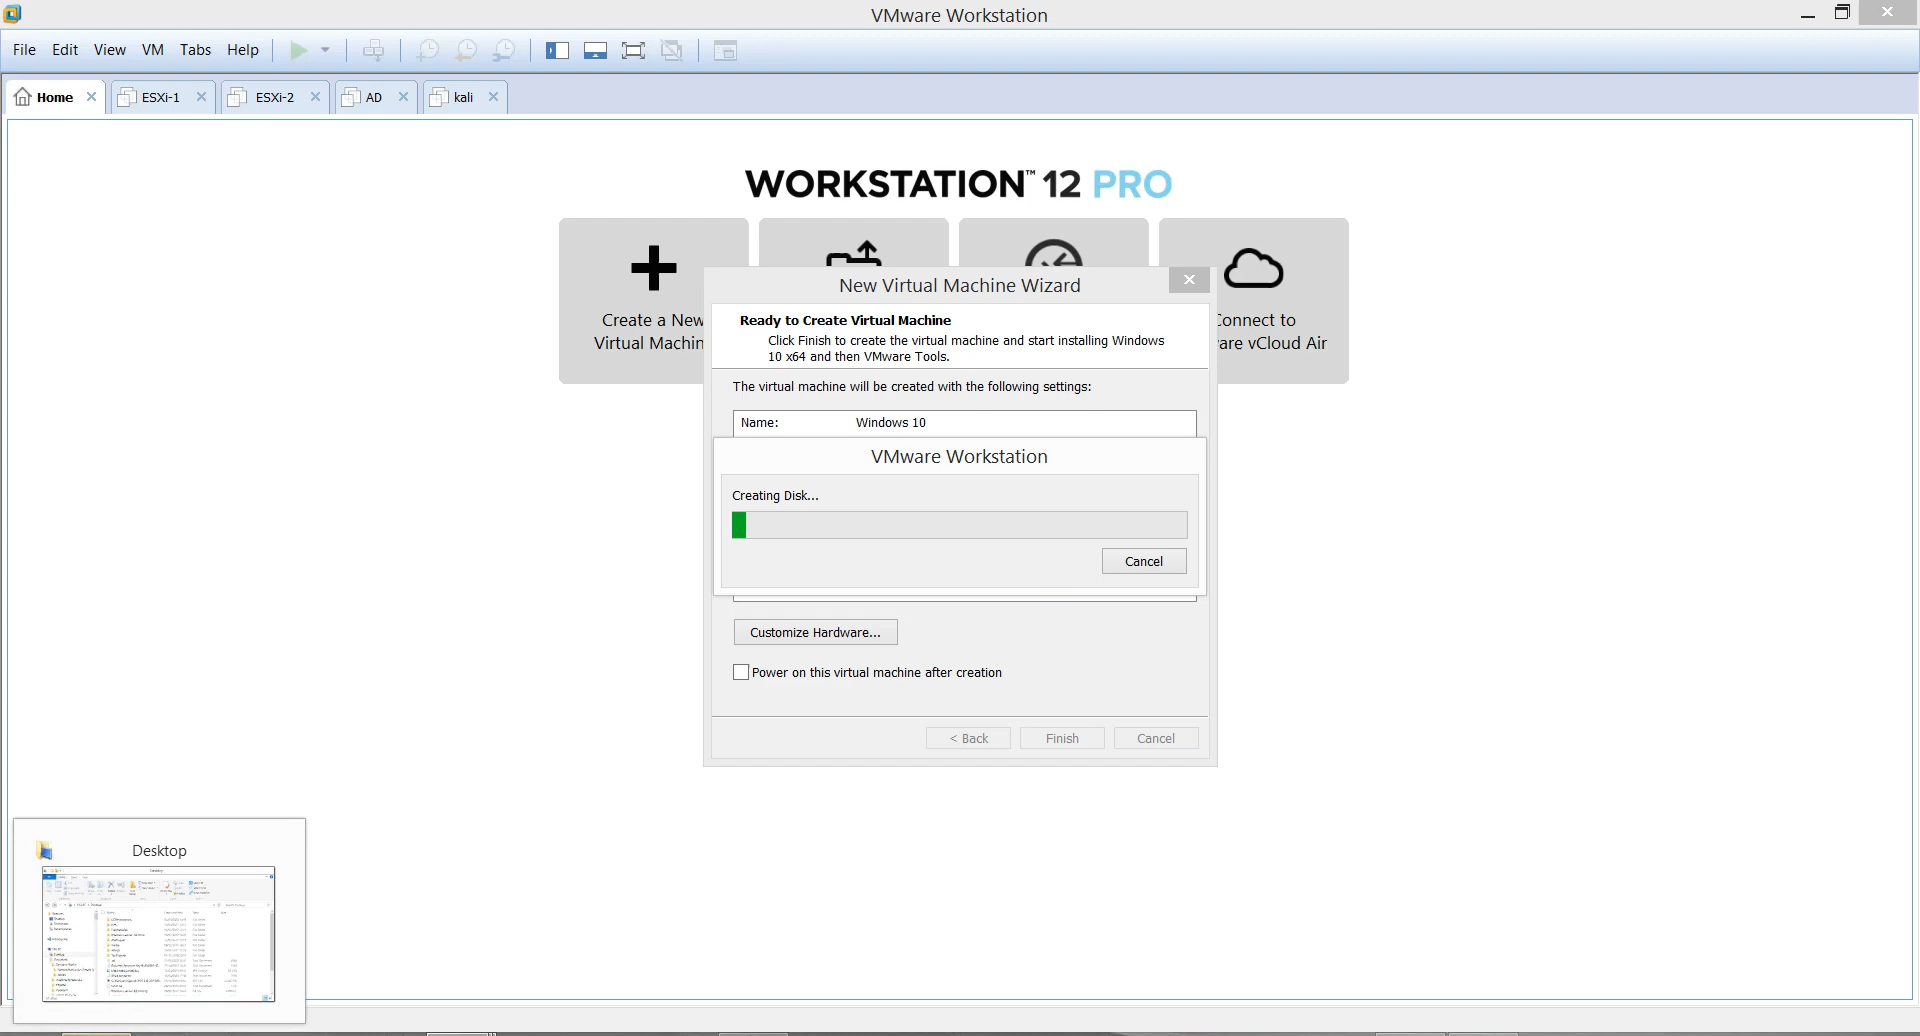 VMware Workstation
File Edit View VM Tabs Help
Home ESXi-1 ESXi-2 AD kali
WORKSTATION™ 12 PRO
Create a New
Virtual Machin
Connect to
are vCloud Air
New Virtual Machine Wizard
Ready to Create Virtual Machine
Click Finish to create the virtual machine and start installing Windows
10 x64 and then VMware Tools.
The virtual machine will be created with the following settings:
Name: Windows 10
VMware Workstation
Creating Disk...
Cancel
Customize Hardware...
Power on this virtual machine after creation
< Back Finish Cancel
Desktop